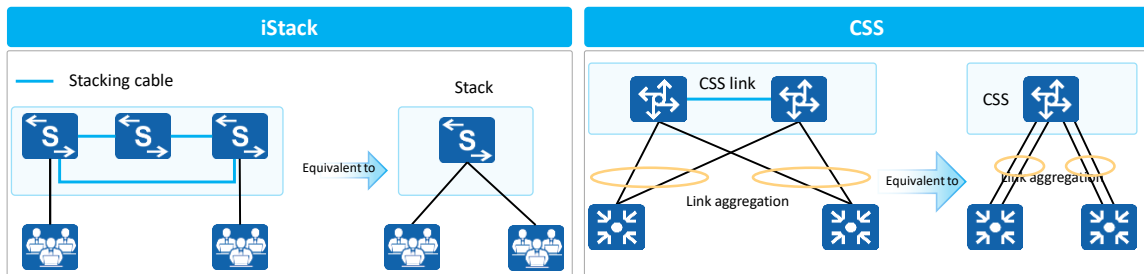 iStack
Stacking cable
S
S
S
Equivalent to
Stack
S
CSS
CSS link
Link aggregation
Equivalent to
CSS
Link aggregation